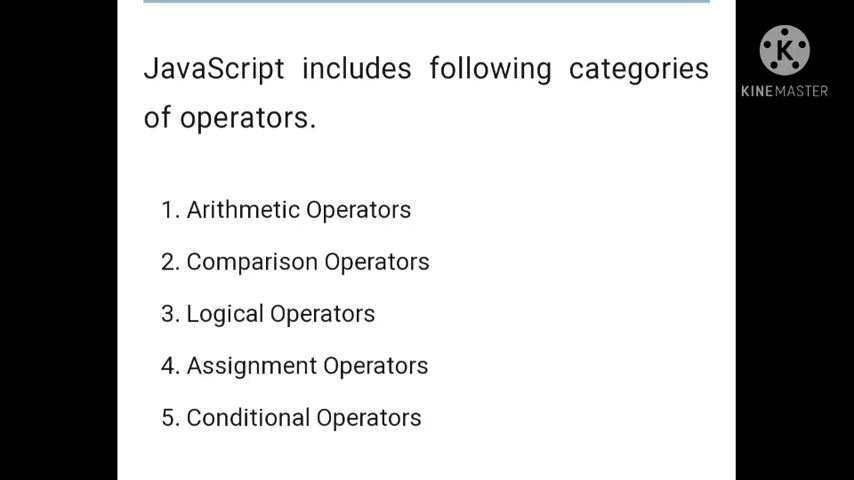 JavaScript includes following categories
of operators.
1. Arithmetic Operators
2. Comparison Operators
3. Logical Operators
4. Assignment Operators
5. Conditional Operators
K
KINEMASTER